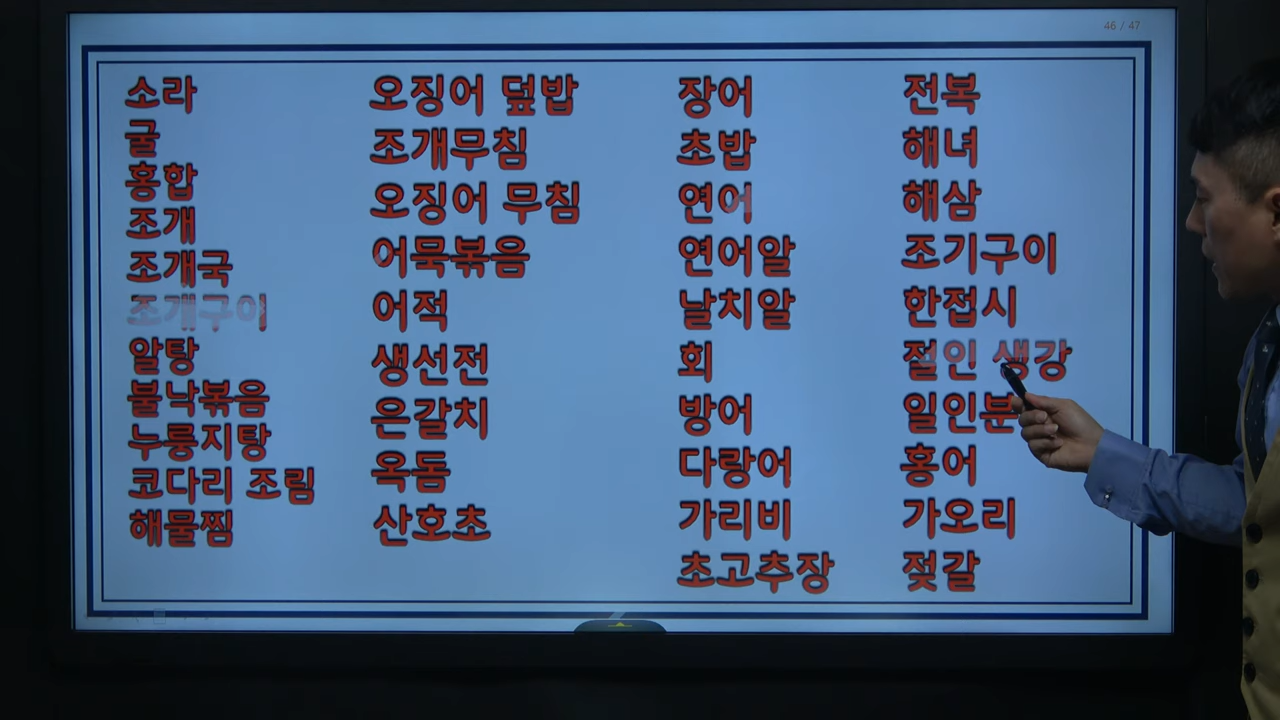 46 / 47
소라
굴
홍합
조개
조개국
조개구이
알탕
불낙볶음
누룽지탕
코다리 조림
해물찜
오징어 덮밥
조개무침
오징어 무침
어묵볶음
어적
생선전
은갈치
옥돔
산호초
장어
초밥
연어
연어알
날치알
회
방어
다랑어
가리비
초고추장
전복
해녀
해삼
조기구이
한접시
절인 생강
일인분
홍어
가오리
젖갈